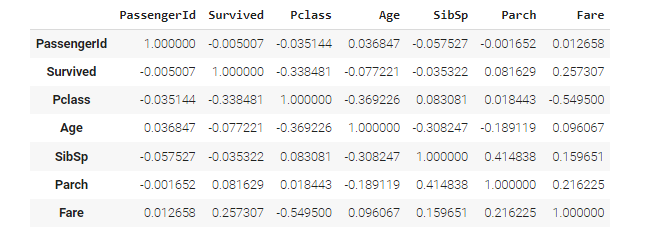 PassengerId Survived Pclass Age SibSp Parch Fare
PassengerId 1.000000 -0.005007 -0.035144 0.036847 -0.057527 -0.001652 0.012658
Survived -0.005007 1.000000 -0.338481 -0.077221 -0.035322 0.081629 0.257307
Pclass -0.035144 -0.338481 1.000000 -0.369226 0.083081 0.018443 -0.549500
Age 0.036847 -0.077221 -0.369226 1.000000 -0.308247 -0.189119 0.096067
SibSp -0.057527 -0.035322 0.083081 -0.308247 1.000000 0.414838 0.159651
Parch -0.001652 0.081629 0.018443 -0.189119 0.414838 1.000000 0.216225
Fare 0.012658 0.257307 -0.549500 0.096067 0.159651 0.216225 1.000000